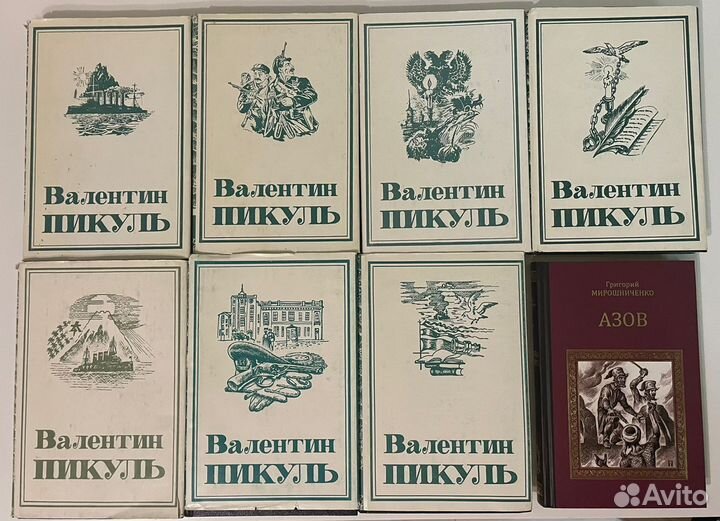 Валентин
ПИКУЛЬ
Валентин
ПИКУЛЬ
Валентин
ПИКУЛЬ
Валентин
ПИКУЛЬ
Валентин
ПИКУЛЬ
Валентин
ПИКУЛЬ
Валентин
ПИКУЛЬ
Григорий
МИРОШНИЧЕНКО
АЗОВ
Avito